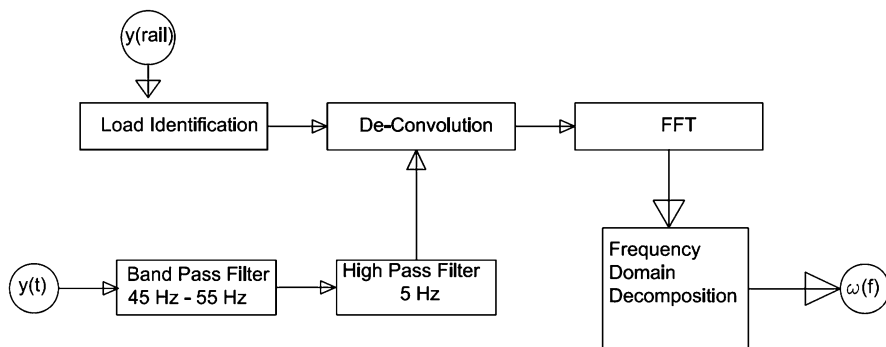 y(rail)
Load Identification
De-Convolution
FFT
y(t)
Band Pass Filter
45 Hz - 55 Hz
High Pass Filter
5 Hz
Frequency
Domain
Decomposition
ω(f)